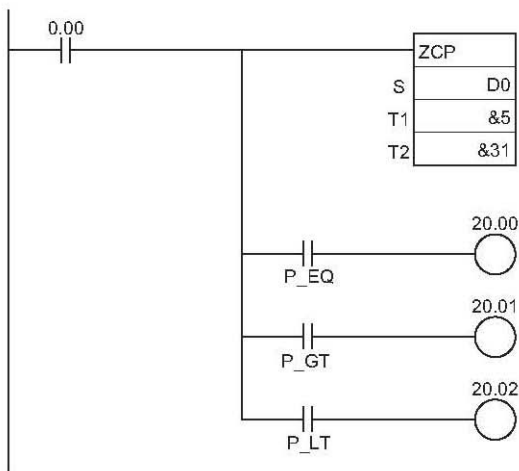 0.00
ZCP
S D0
T1 &5
T2 &31
20.00
P_EQ
20.01
P_GT
20.02
P_LT